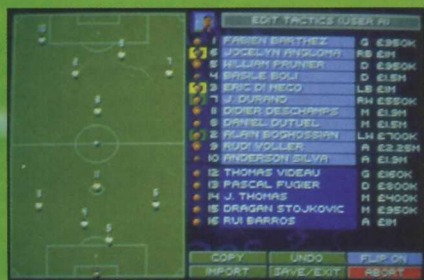 EDIT TACTICS (USER A)
1 FABIEN BARTHEZ G £950K
6 JOCELYN ANGLOMA RB £1M
5 WILLIAM PRUNIER D £950K
4 BASILE BOLI D £1.5M
3 ERIC DI MECO LB £1M
7 J. DURAND RW £550K
8 DIDIER DESCHAMPS M £1.9M
DANIEL DUTUEL M £1.5M
2 ALAIN BOGHOSSIAN LW £700K
9 RUDI VOLLER A £2.25M
10 ANDERSON SILVA A £1.9M
12 THOMAS VIDEAU G £160K
13 PASCAL FUGIER D £800K
14 J. THOMAS M £400K
15 DRAGAN STOJKOVIC M £950K
16 RUI BARROS A £1M
COPY UNDO FLIP ON
IMPORT SAVE/EXIT ABORT